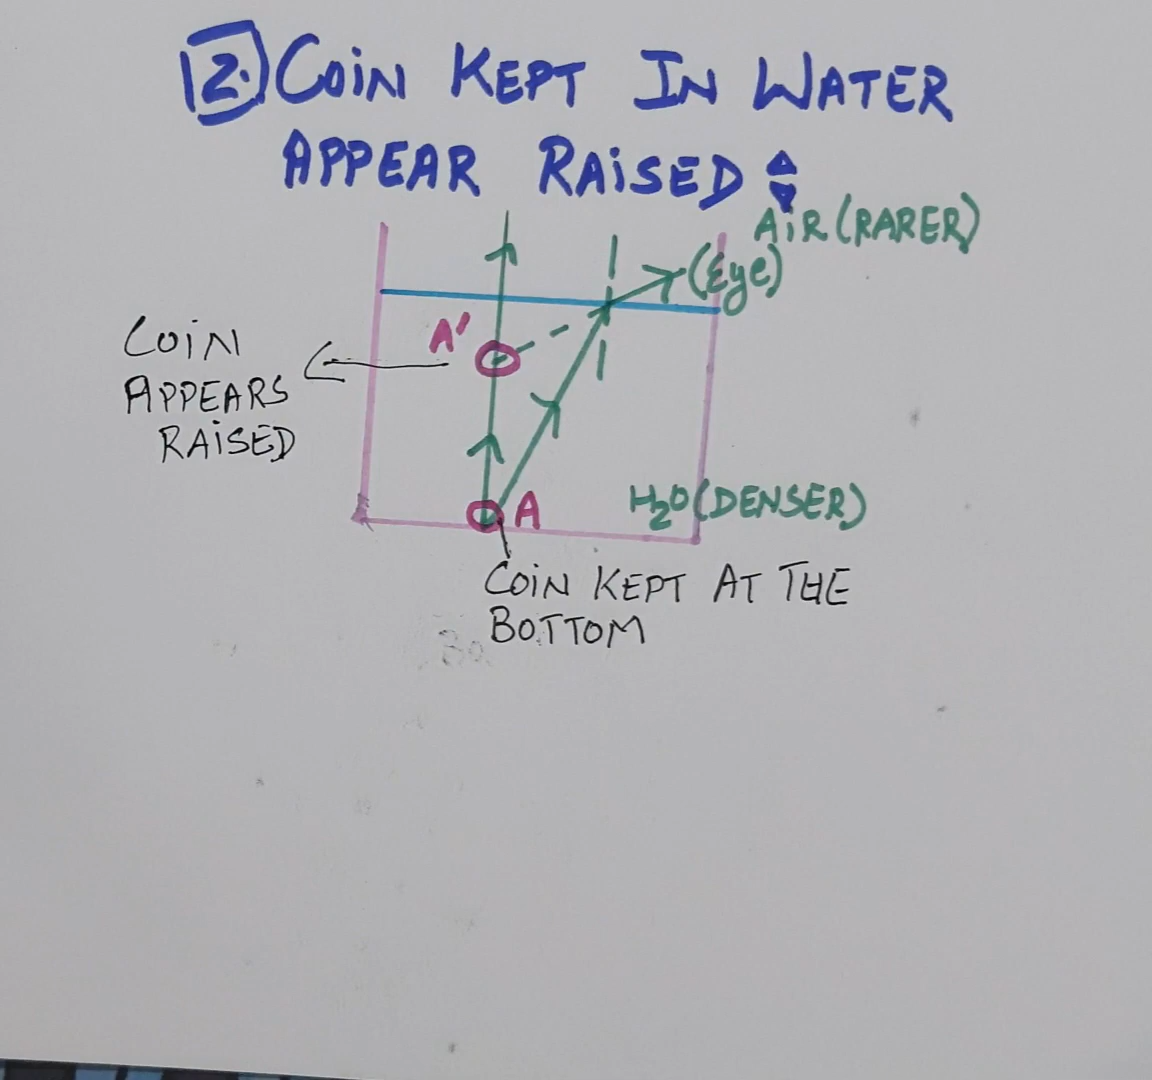 2. COIN KEPT IN WATER
APPEAR RAISED:
AIR (RARER)
(Eye)
A'
COIN
APPEARS
RAISED
A
H2O (DENSER)
COIN KEPT AT THE
BOTTOM